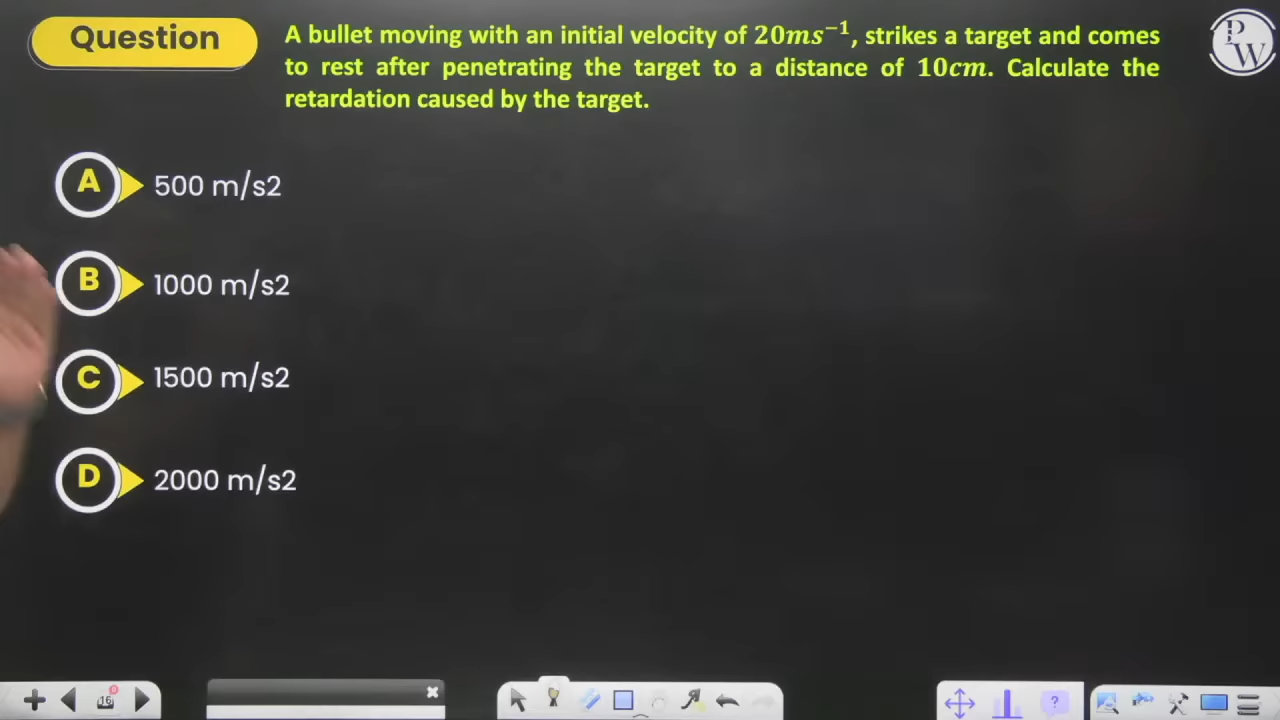 Question
A bullet moving with an initial velocity of 20ms⁻¹, strikes a target and comes
to rest after penetrating the target to a distance of 10cm. Calculate the
retardation caused by the target.
P
W
A 500 m/s2
B 1000 m/s2
C 1500 m/s2
D 2000 m/s2
16
8
?